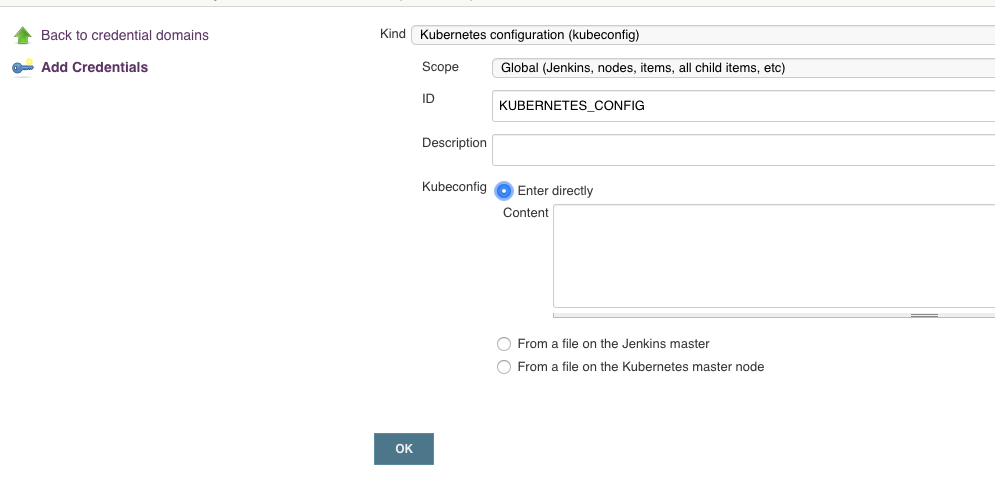 Back to credential domains
Add Credentials
Kind Kubernetes configuration (kubeconfig)
Scope Global (Jenkins, nodes, items, all child items, etc)
ID KUBERNETES_CONFIG
Description
Kubeconfig Enter directly
Content
From a file on the Jenkins master
From a file on the Kubernetes master node
OK